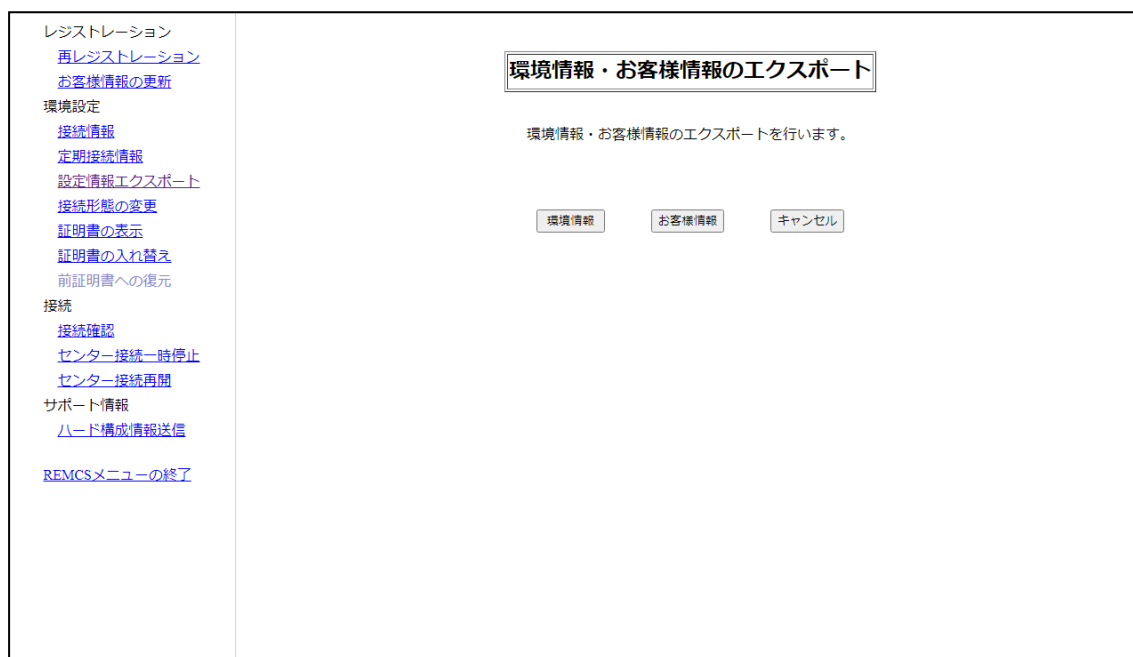 レジストレーション
再レジストレーション
お客様情報の更新
環境設定
接続情報
定期接続情報
設定情報エクスポート
接続形態の変更
証明書の表示
証明書の入れ替え
前証明書への復元
接続
接続確認
センター接続一時停止
センター接続再開
サポート情報
ハード構成情報送信
REMCSメニューの終了
環境情報・お客様情報のエクスポート
環境情報・お客様情報のエクスポートを行います。
環境情報 お客様情報 キャンセル